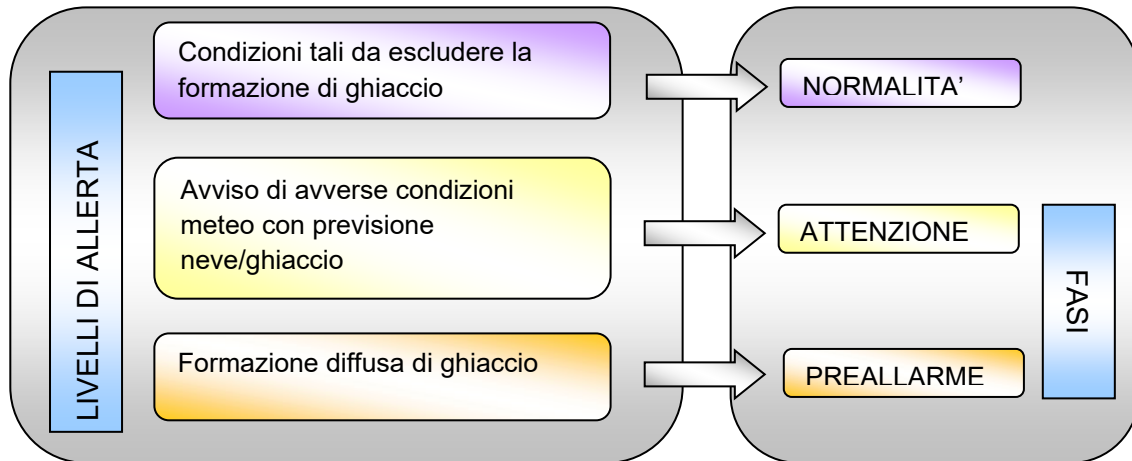 LIVELLI DI ALLERTA
Condizioni tali da escludere la
formazione di ghiaccio
NORMALITA’
Avviso di avverse condizioni
meteo con previsione
neve/ghiaccio
ATTENZIONE
Formazione diffusa di ghiaccio
PREALLARME
FASI